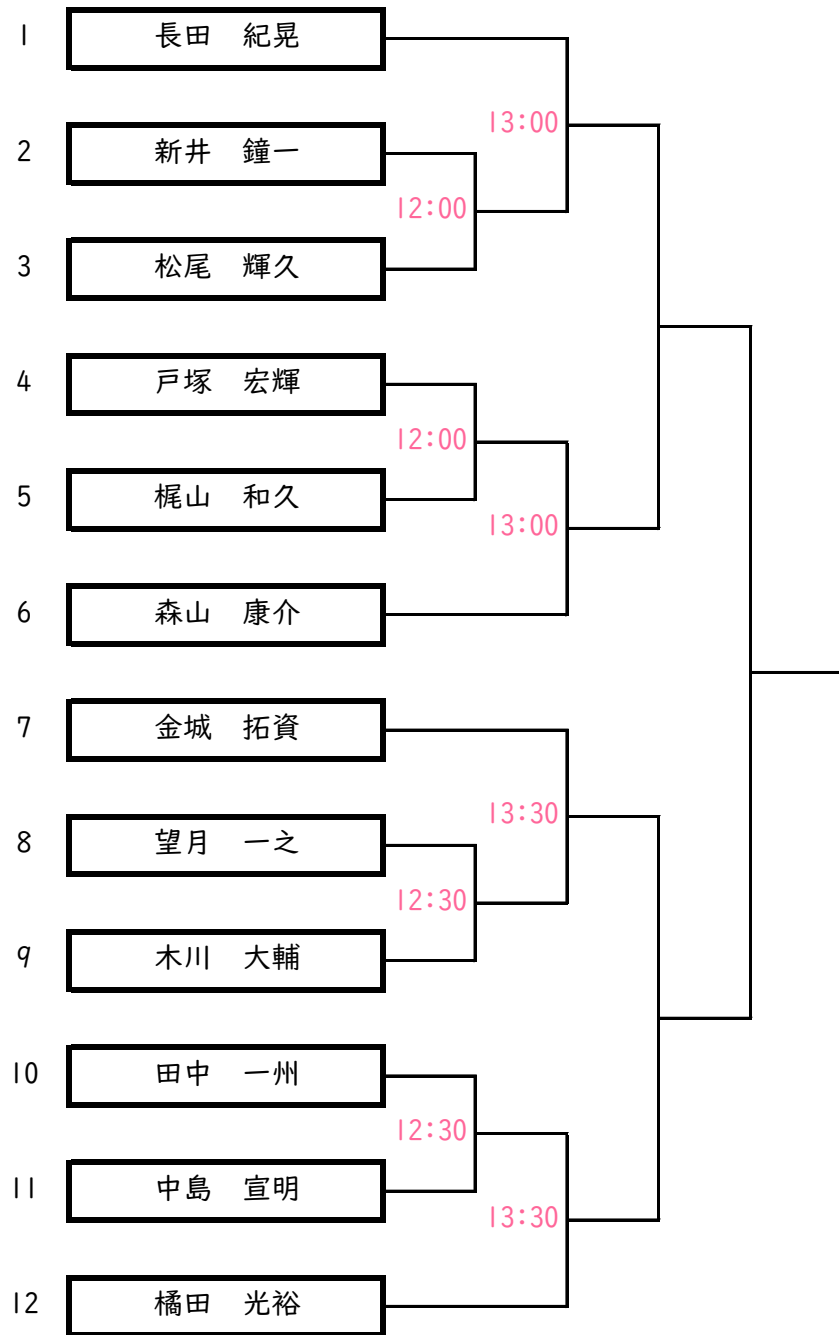 1 長田　紀晃
13:00
2 新井　鐘一
12:00
3 松尾　輝久
4 戸塚　宏輝
12:00
5 梶山　和久
13:00
6 森山　康介
7 金城　拓資
13:30
8 望月　一之
12:30
9 木川　大輔
10 田中　一州
12:30
11 中島　宣明
13:30
12 橘田　光裕